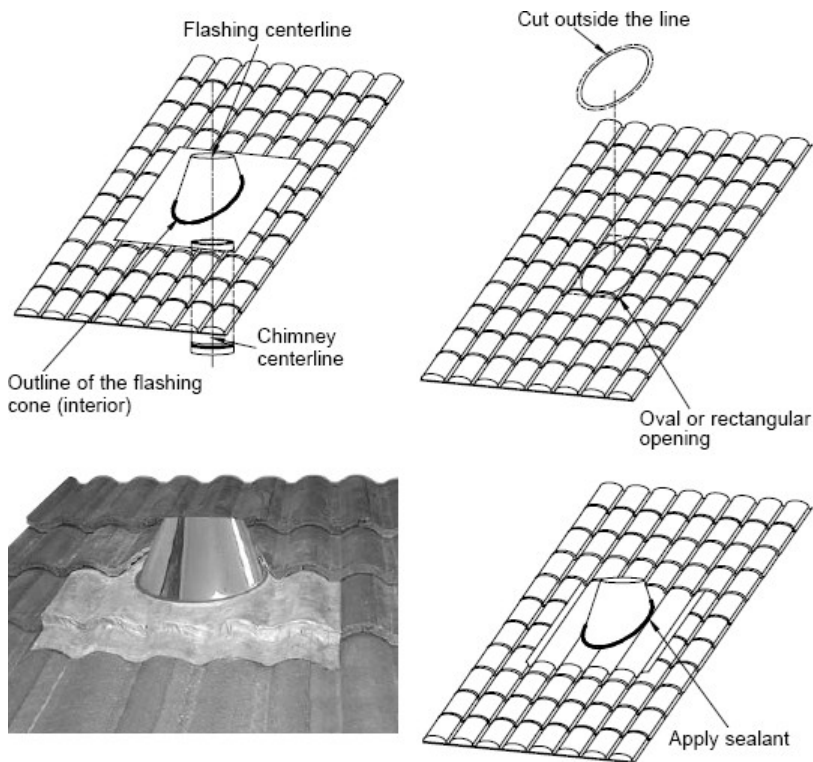 Flashing centerline
Cut outside the line
Chimney
centerline
Outline of the flashing
cone (interior)
Oval or rectangular
opening
Apply sealant